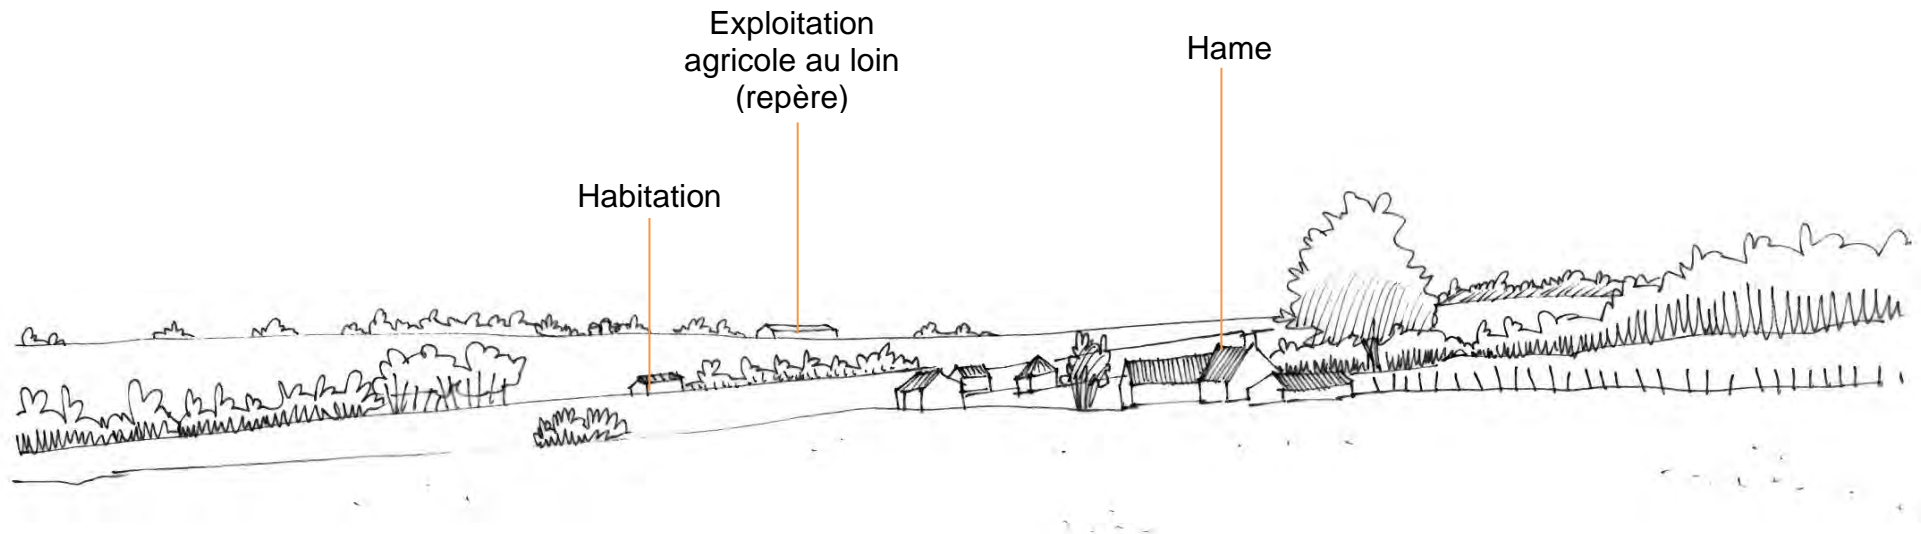 Exploitation
agricole au loin
(repère)
Hame
Habitation